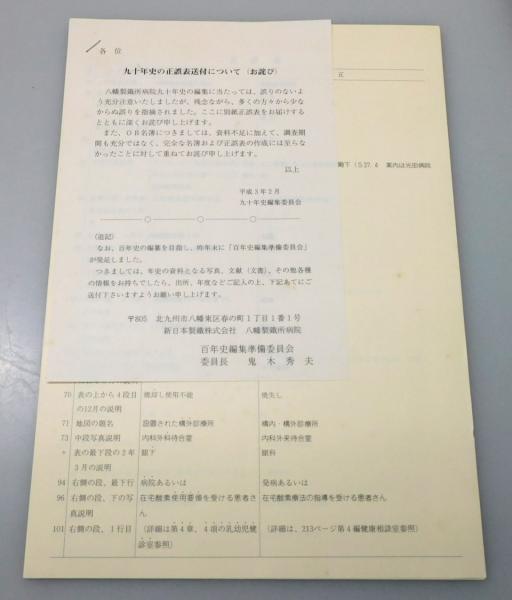 各 位
九十年史の正誤表送付について（お詫び）
八幡製鐵所病院九十年史の編集に当たっては、誤りのないよ
う充分注意いたしましたが、残念ながら、多くの方々から少な
からぬ誤りを指摘されました。ここに別紙正誤表をお届けする
とともに深くお詫び申し上げます。
また、ＯＢ名簿につきましては、資料不足に加えて、調査期
間も充分ではなく、完全な名簿および正誤表の作成には至らな
かったことに対して重ねてお詫び申し上げます。
以上
平成３年２月
九十年史編集委員会
（追記）
なお、百年史の編纂を目指し、昨年末に「百年史編集準備委員会」
が発足しました。
つきましては、年史の資料となる写真、文献（文書）、その他各種
の情報をお持ちでしたら、出所、年度などご記入の上、下記あてにご
送付下さいますようお願い申し上げます。
〒805 北九州市八幡東区春の町１丁目１番１号
新日本製鐵株式会社 八幡製鐵所病院
百年史編集準備委員会
委員長 鬼木秀夫
正
廊下（S 37. 4 案内は光田病院
70 表の上から４段目 焼却し使用不能 焼失し
の12月の説明
71 地図の題名 設置された構外診療所 構内・構外診療所
73 中段写真説明 内科外科待合室 内科外来待合室
〃 表の最下段の２年 眼下 眼科
３月の説明
94 右側の段、最下行 病院あるいは 発病あるいは
96 右側の段、下の写 在宅酸素使用要領を受ける患者さ 在宅酸素療法の指導を受ける患者さん
真説明 ん
101 右側の段、１行目 （詳細は第４章、４項の乳幼児健 （詳細は、213ページ第４編健康相談室参照）
診室参照）